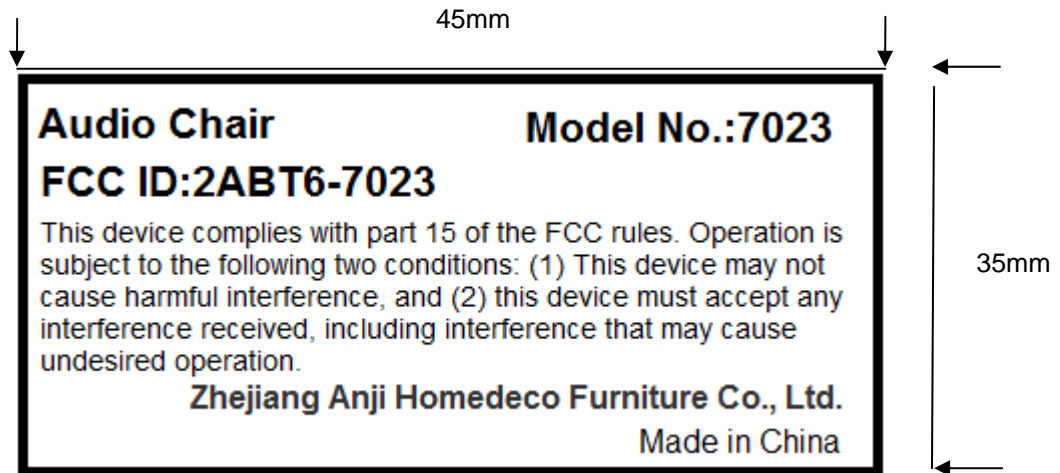 45mm
Audio Chair Model No.:7023
FCC ID:2ABT6-7023
This device complies with part 15 of the FCC rules. Operation is
subject to the following two conditions: (1) This device may not
cause harmful interference, and (2) this device must accept any
interference received, including interference that may cause
undesired operation.
35mm
Zhejiang Anji Homedeco Furniture Co., Ltd.
Made in China